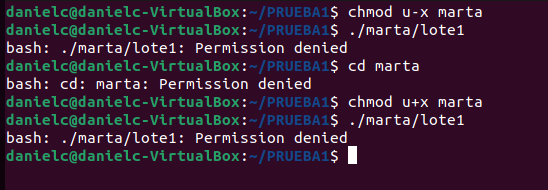 danielc@danielc-VirtualBox:~/PRUEBA1$ chmod u-x marta
danielc@danielc-VirtualBox:~/PRUEBA1$ ./marta/lote1
bash: ./marta/lote1: Permission denied
danielc@danielc-VirtualBox:~/PRUEBA1$ cd marta
bash: cd: marta: Permission denied
danielc@danielc-VirtualBox:~/PRUEBA1$ chmod u+x marta
danielc@danielc-VirtualBox:~/PRUEBA1$ ./marta/lote1
bash: ./marta/lote1: Permission denied
danielc@danielc-VirtualBox:~/PRUEBA1$